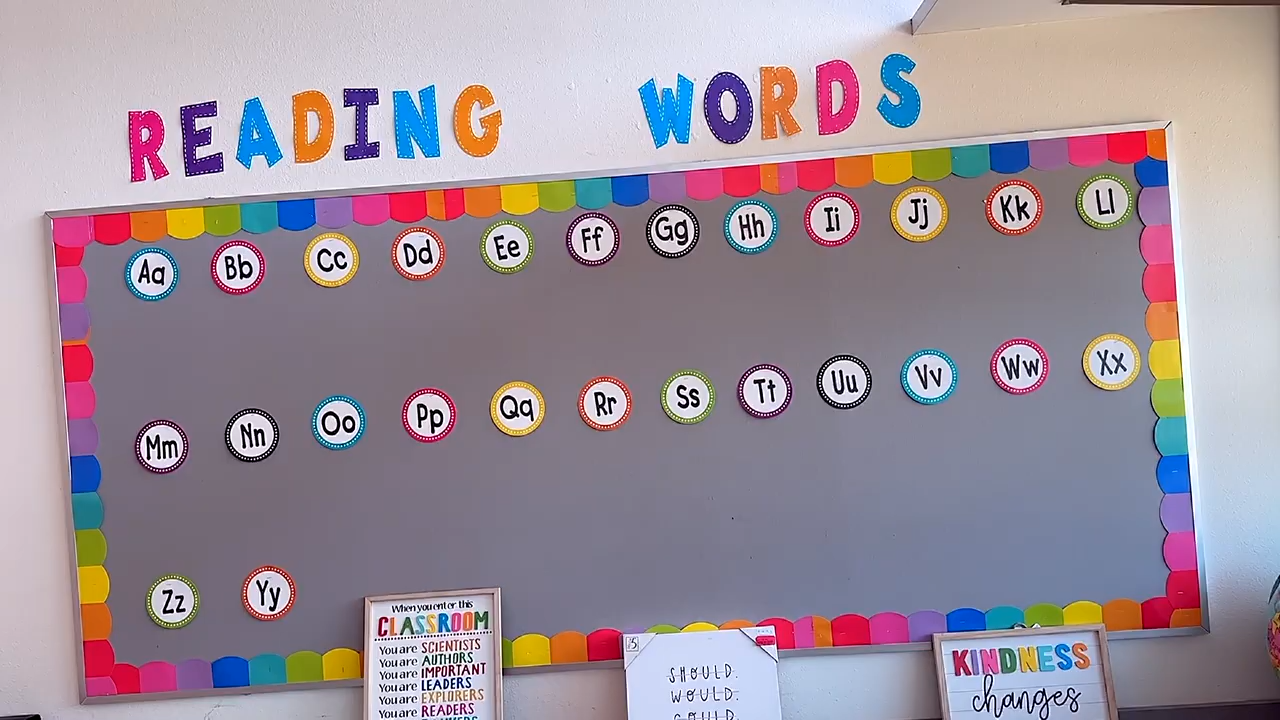 READING WORDS
Aa Bb Cc Dd Ee Ff Gg Hh Ii Jj Kk Ll
Mm Nn Oo Pp Qq Rr Ss Tt Uu Vv Ww Xx
Zz Yy
When you enter this
CLASSROOM
You are SCIENTISTS
You are AUTHORS
You are IMPORTANT
You are LEADERS
You are EXPLORERS
You are READERS
SHOULD.
WOULD.
COULD.
KINDNESS
changes